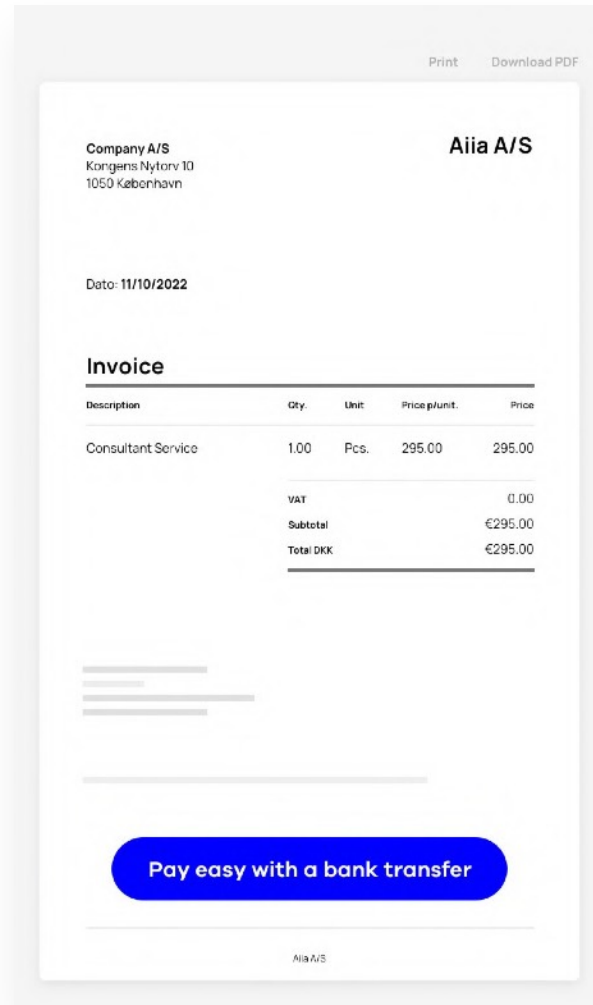 Print Download PDF
Company A/S Aiia A/S
Kongens Nytorv 10
1050 København
Dato: 11/10/2022
Invoice
Description Qty. Unit Price p/unit. Price
Consultant Service 1.00 Pcs. 295.00 295.00
VAT 0.00
Subtotal €295.00
Total DKK €295.00
Pay easy with a bank transfer
Aiia A/S